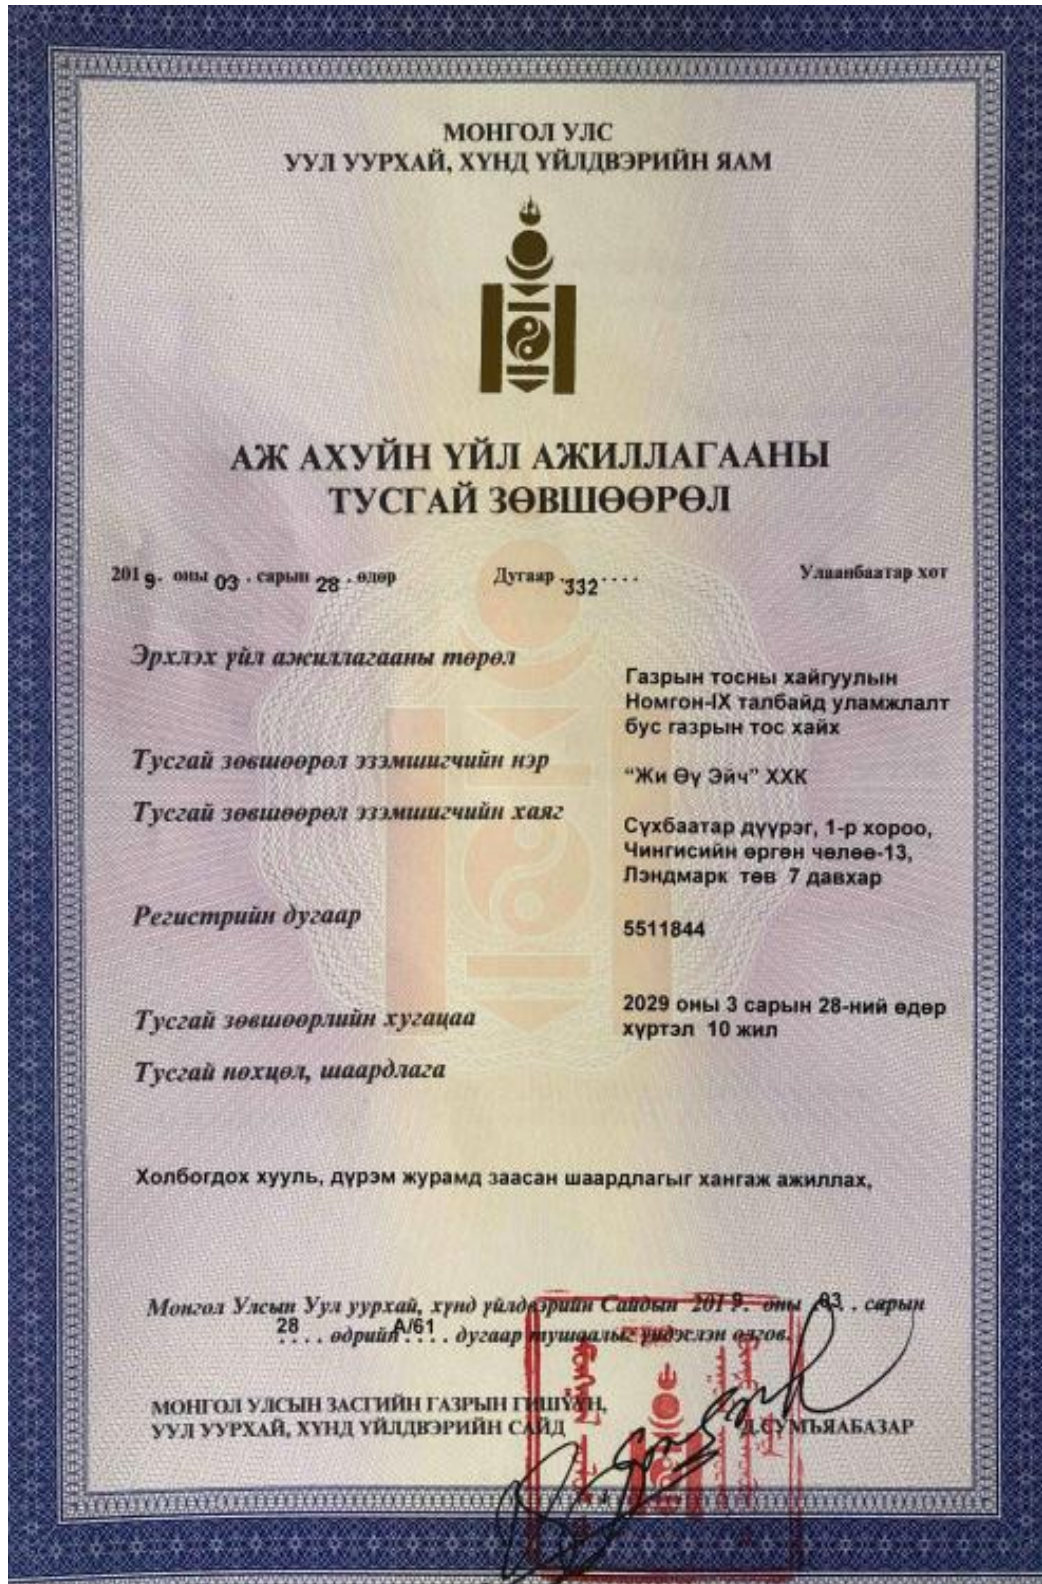 МОНГОЛ УЛС
УУЛ УУРХАЙ, ХҮНД ҮЙЛДВЭРИЙН ЯАМ
АЖ АХУЙН ҮЙЛ АЖИЛЛАГААНЫ
ТУСГАЙ ЗӨВШӨӨРӨЛ
2019. оны 03 . сарын 28 . өдөр Дугаар . 332 . . . . Улаанбаатар хот
Эрхлэх үйл ажиллагааны төрөл
Газрын тосны хайгуулын
Номгон-IX талбайд уламжлалт
бус газрын тос хайх
Тусгай зөвшөөрөл эзэмшигчийн нэр
“Жи Өү Эйч” ХХК
Тусгай зөвшөөрөл эзэмшигчийн хаяг
Сүхбаатар дүүрэг, 1-р хороо,
Чингисийн өргөн чөлөө-13,
Лэндмарк төв 7 давхар
Регистрийн дугаар
5511844
Тусгай зөвшөөрлийн хугацаа
2029 оны 3 сарын 28-ний өдөр
хүртэл 10 жил
Тусгай нөхцөл, шаардлага
Холбогдох хууль, дүрэм журамд заасан шаардлагыг хангаж ажиллах,
Монгол Улсын Уул уурхай, хүнд үйлдвэрийн Сайдын 2019. оны .03 . сарын
28 . . . . өдрийн А/61 . . . . дугаар тушаалыг үндэслэн олгов.
МОНГОЛ УЛСЫН ЗАСГИЙН ГАЗРЫН ГИШҮҮН,
УУЛ УУРХАЙ, ХҮНД ҮЙЛДВЭРИЙН САЙД Д.СУМЪЯАБАЗАР